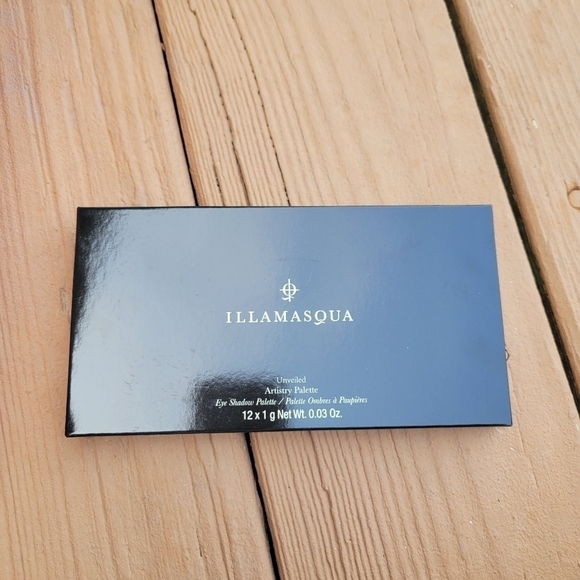 ILLAMASQUA
Unveiled
Artistry Palette
Eye Shadow Palette / Palette Ombres à Paupières
12 x 1 g Net Wt. 0.03 Oz.